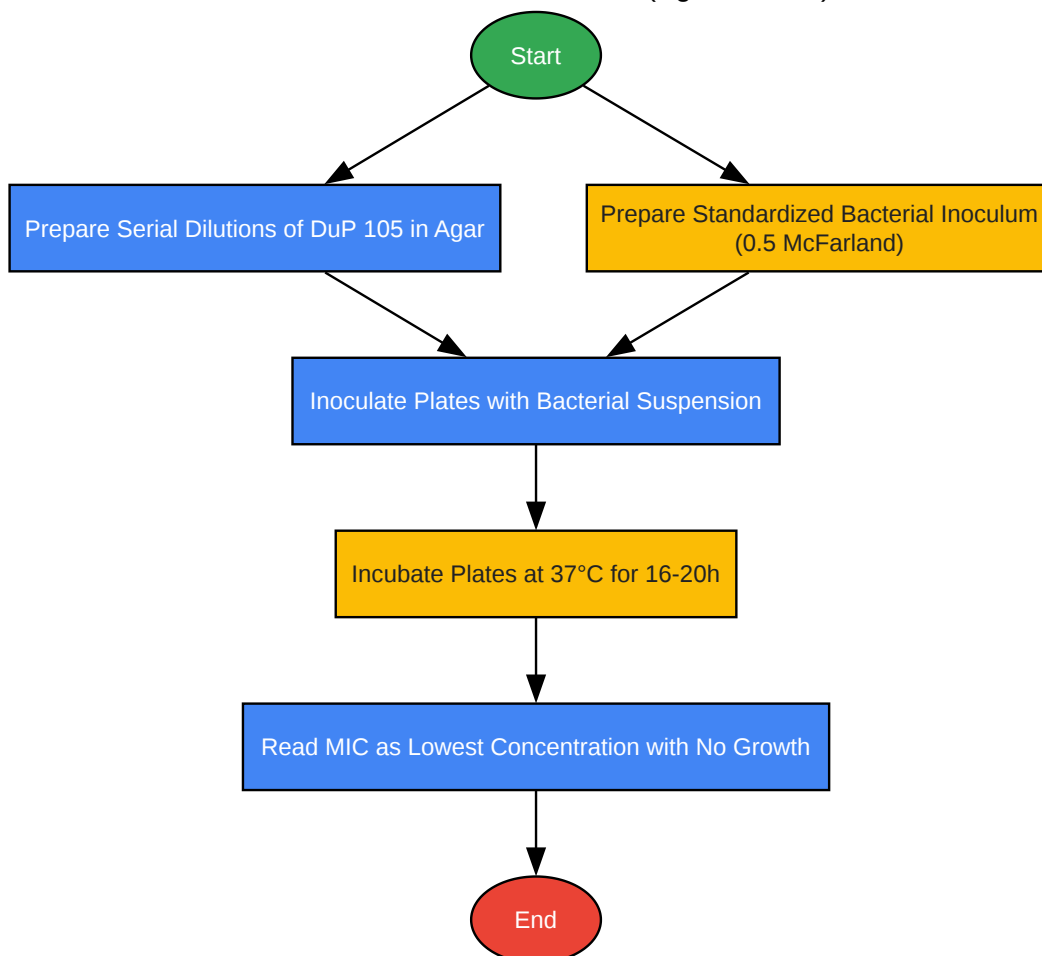 Start
Prepare Serial Dilutions of DuP 105 in Agar
Prepare Standardized Bacterial Inoculum
(0.5 McFarland)
Inoculate Plates with Bacterial Suspension
Incubate Plates at 37°C for 16-20h
Read MIC as Lowest Concentration with No Growth
End